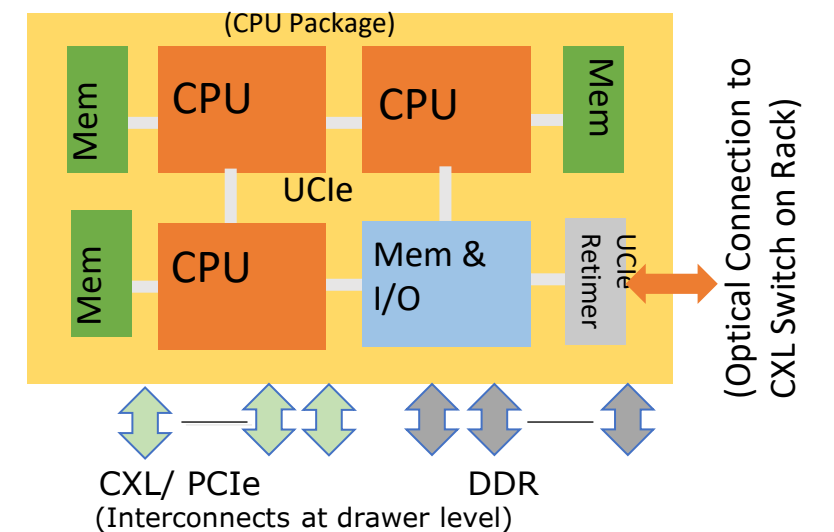 (CPU Package)
Mem
CPU
CPU
Mem
UCIe
Mem
CPU
Mem &
I/O
UCIe
Retimer
(Optical Connection to
CXL Switch on Rack)
CXL/ PCIe
DDR
(Interconnects at drawer level)